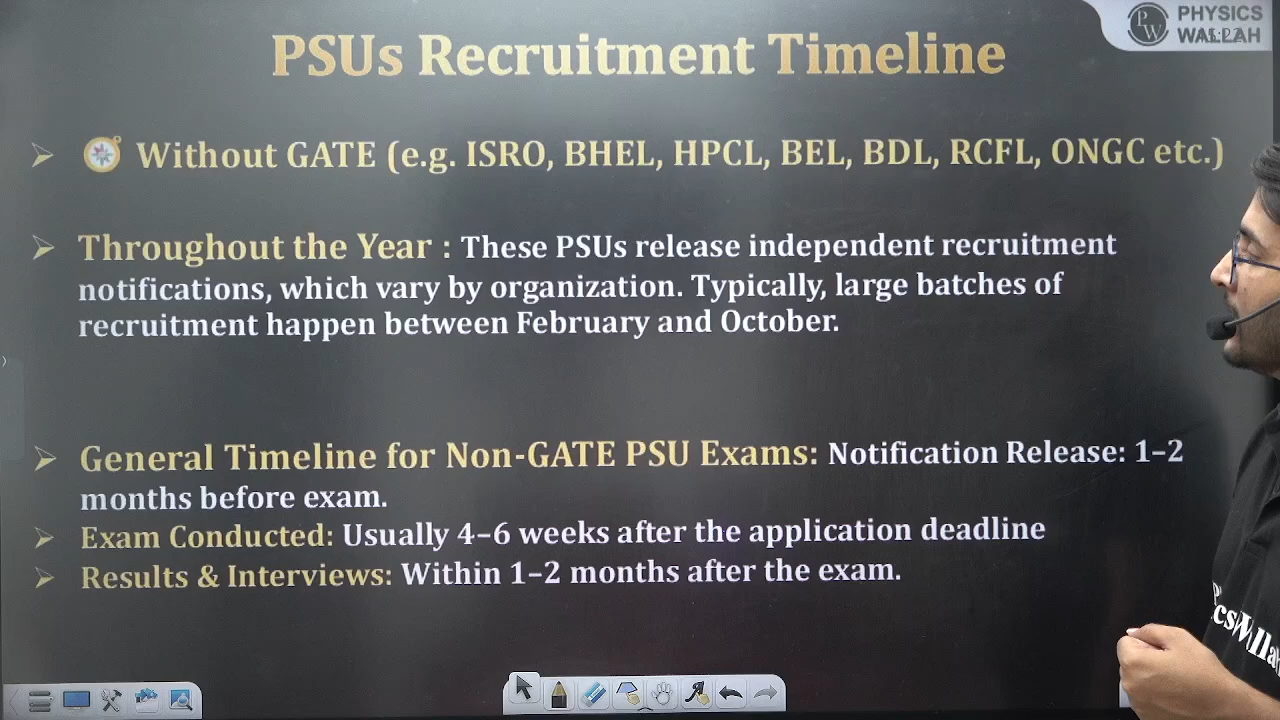 PSUs Recruitment Timeline
PHYSICS
WALLAH
Without GATE (e.g. ISRO, BHEL, HPCL, BEL, BDL, RCFL, ONGC etc.)
Throughout the Year : These PSUs release independent recruitment
notifications, which vary by organization. Typically, large batches of
recruitment happen between February and October.
General Timeline for Non-GATE PSU Exams: Notification Release: 1–2
months before exam.
Exam Conducted: Usually 4–6 weeks after the application deadline
Results & Interviews: Within 1–2 months after the exam.